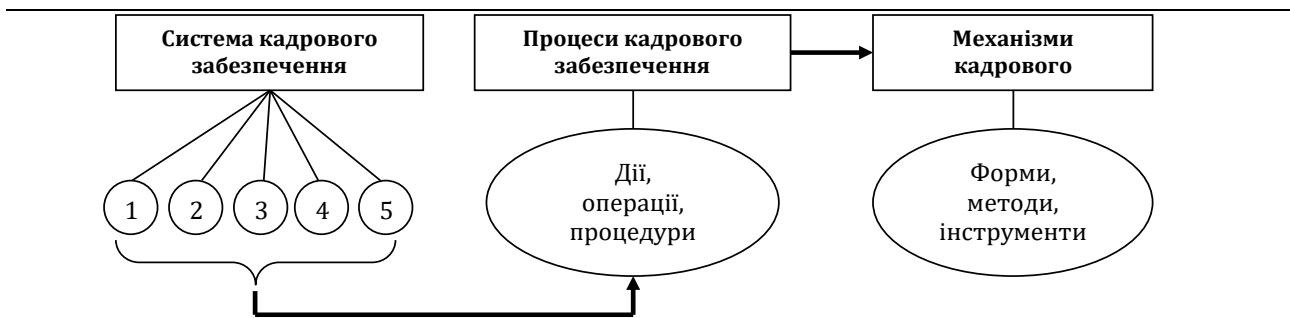 Система кадрового
забезпечення
Процеси кадрового
забезпечення
Механізми
кадрового
1 2 3 4 5
Дії,
операції,
процедури
Форми,
методи,
інструменти